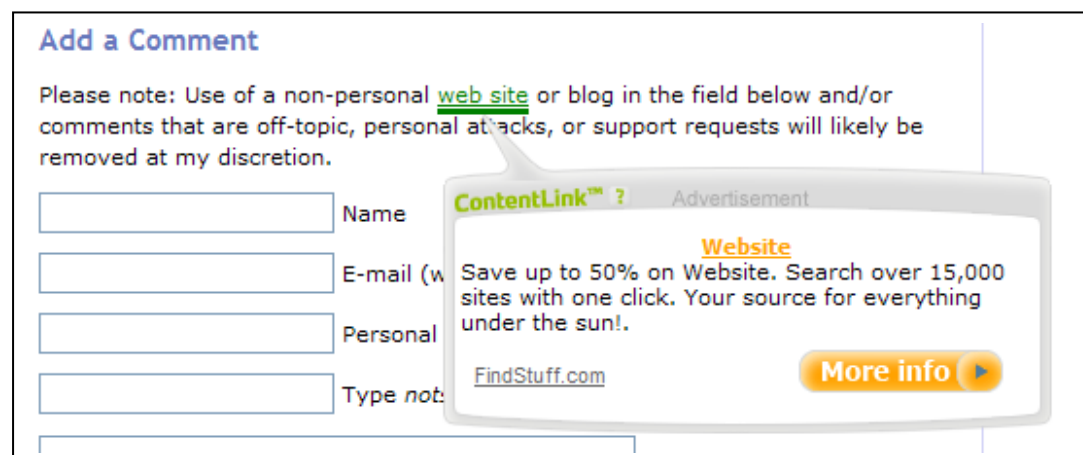 Add a Comment
Please note: Use of a non-personal web site or blog in the field below and/or
comments that are off-topic, personal attacks, or support requests will likely be
removed at my discretion.
ContentLink™ ? Advertisement
Name
Website
E-mail (w
Save up to 50% on Website. Search over 15,000
sites with one click. Your source for everything
under the sun!.
Personal
FindStuff.com More info
Type not